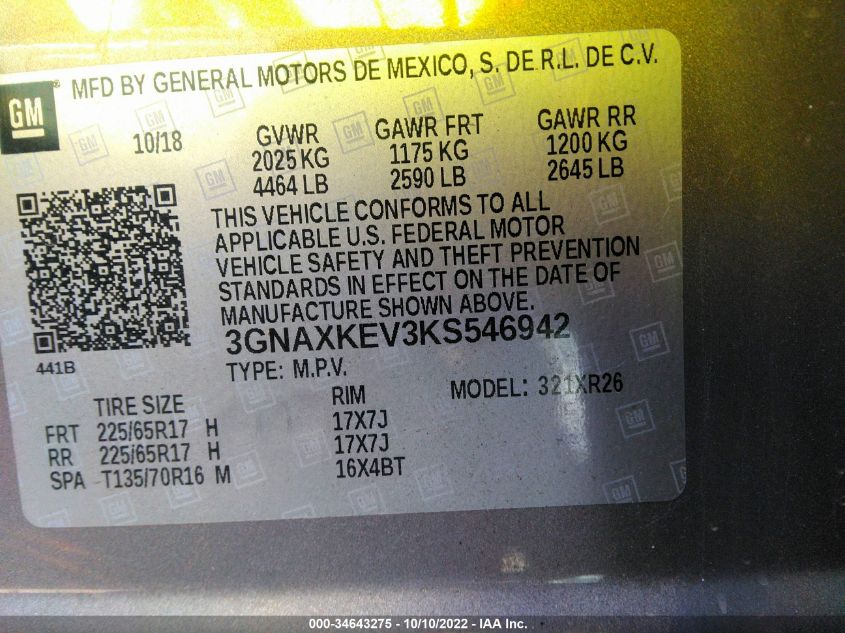 GM
MFD BY GENERAL MOTORS DE MEXICO, S. DE R.L. DE C.V.
10/18 GVWR GAWR FRT GAWR RR
2025 KG 1175 KG 1200 KG
4464 LB 2590 LB 2645 LB
THIS VEHICLE CONFORMS TO ALL
APPLICABLE U.S. FEDERAL MOTOR
VEHICLE SAFETY AND THEFT PREVENTION
STANDARDS IN EFFECT ON THE DATE OF
MANUFACTURE SHOWN ABOVE.
3GNAXKEV3KS546942
441B
TYPE: M.P.V. MODEL: 321XR26
TIRE SIZE RIM
FRT 225/65R17 H 17X7J
RR 225/65R17 H 17X7J
SPA T135/70R16 M 16X4BT
000-34643275 - 10/10/2022 - IAA Inc.